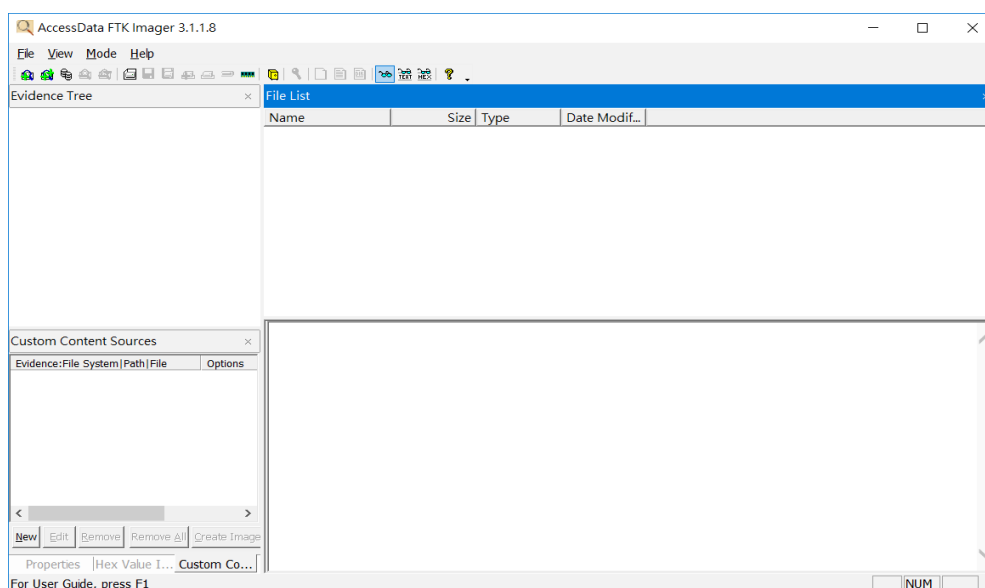 AccessData FTK Imager 3.1.1.8
File View Mode Help
TEXT HEX
Evidence Tree
File List
Name Size Type Date Modif...
Custom Content Sources
Evidence:File System|Path|File Options
New Edit Remove Remove All Create Image
Properties Hex Value I... Custom Co...
For User Guide, press F1
NUM